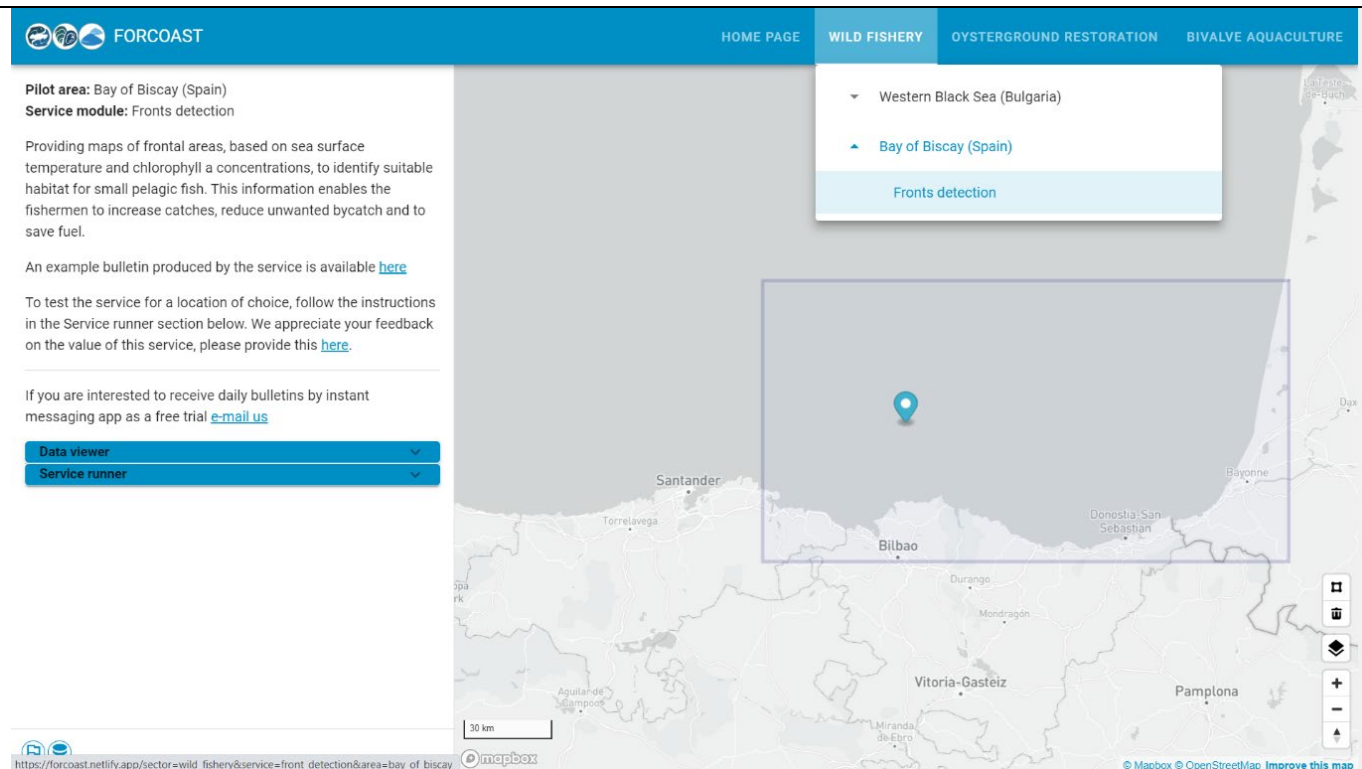 FORCOAST
HOME PAGE
WILD FISHERY
OYSTERGROUND RESTORATION
BIVALVE AQUACULTURE
Pilot area: Bay of Biscay (Spain)
Service module: Fronts detection
Providing maps of frontal areas, based on sea surface
temperature and chlorophyll a concentrations, to identify suitable
habitat for small pelagic fish. This information enables the
fishermen to increase catches, reduce unwanted bycatch and to
save fuel.
An example bulletin produced by the service is available here
To test the service for a location of choice, follow the instructions
in the Service runner section below. We appreciate your feedback
on the value of this service, please provide this here.
If you are interested to receive daily bulletins by instant
messaging app as a free trial e-mail us
Data viewer
Service runner
https://forcoast.netlify.app/sector=wild_fishery&service=front_detection&area=bay_of_biscay
Western Black Sea (Bulgaria)
Bay of Biscay (Spain)
Fronts detection
La Teste-
de-Buch
Dax
Santander
Torrelavega
Bayonne
Donostia-San
Sebastián
Bilbao
Durango
Mondragón
Vitoria-Gasteiz
Pamplona
Aguilar de
Campoo
Miranda
de Ebro
30 km
mapbox
© Mapbox © OpenStreetMap Improve this map